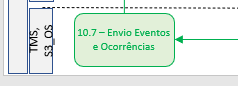 TMS,
S3_OS
10.7 – Envio Eventos
e Ocorrências